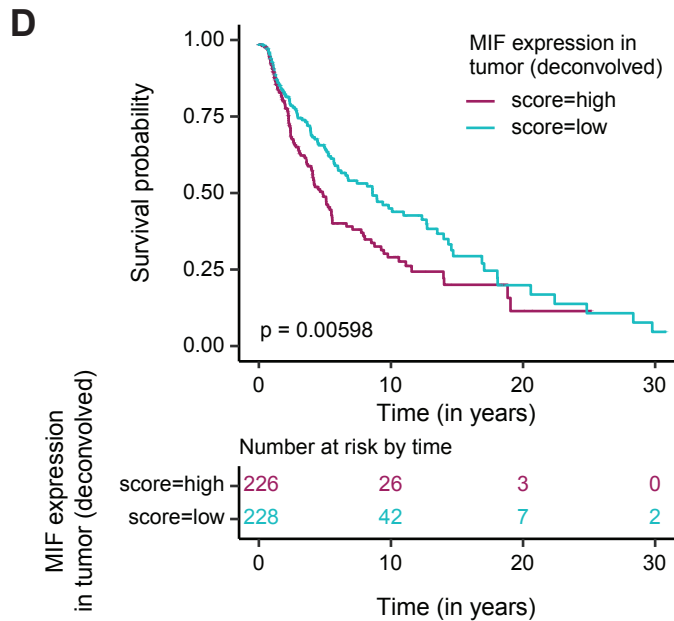 D
MIF expression in
tumor (deconvolved)
score=high
score=low
Survival probability
1.00
0.75
0.50
0.25
0.00
p = 0.00598
0 10 20 30
Time (in years)
Number at risk by time
MIF expression
in tumor (deconvolved)
score=high 226 26 3 0
score=low 228 42 7 2
0 10 20 30
Time (in years)